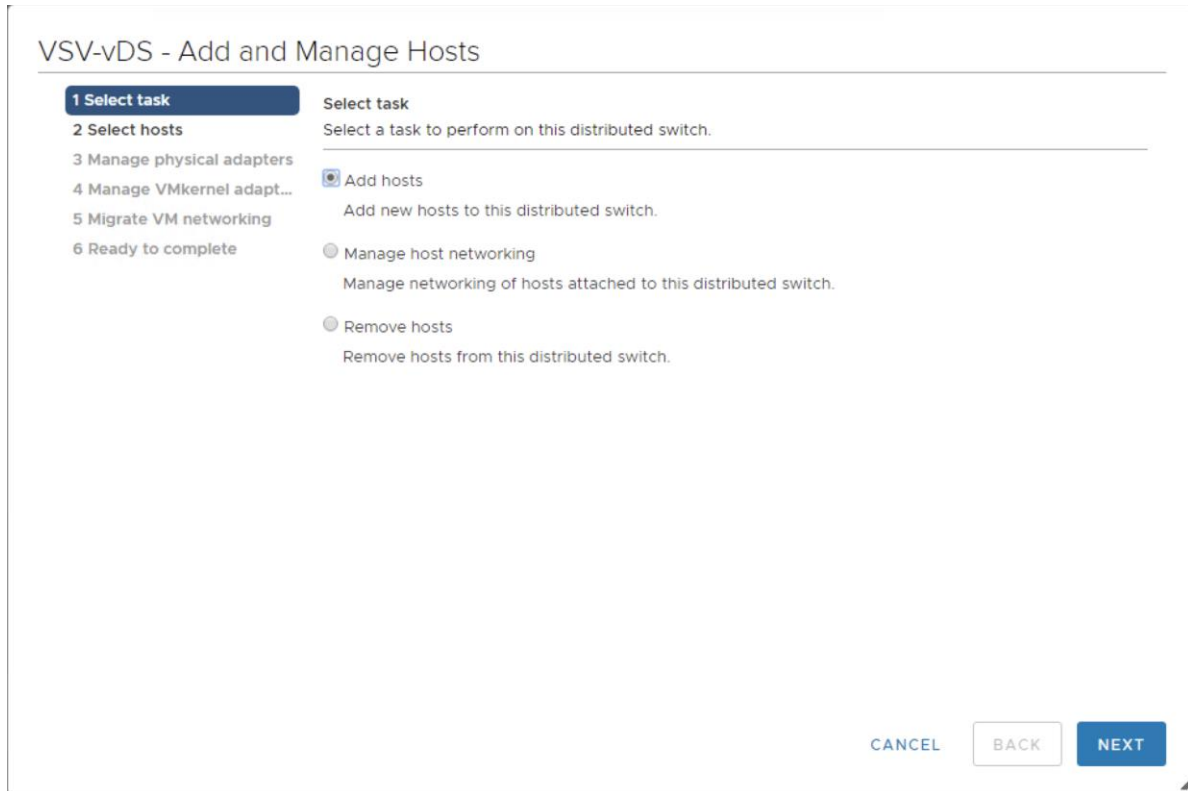 VSV-vDS - Add and Manage Hosts
1 Select task
2 Select hosts
3 Manage physical adapters
4 Manage VMkernel adapt...
5 Migrate VM networking
6 Ready to complete
Select task
Select a task to perform on this distributed switch.
Add hosts
Add new hosts to this distributed switch.
Manage host networking
Manage networking of hosts attached to this distributed switch.
Remove hosts
Remove hosts from this distributed switch.
CANCEL
BACK
NEXT